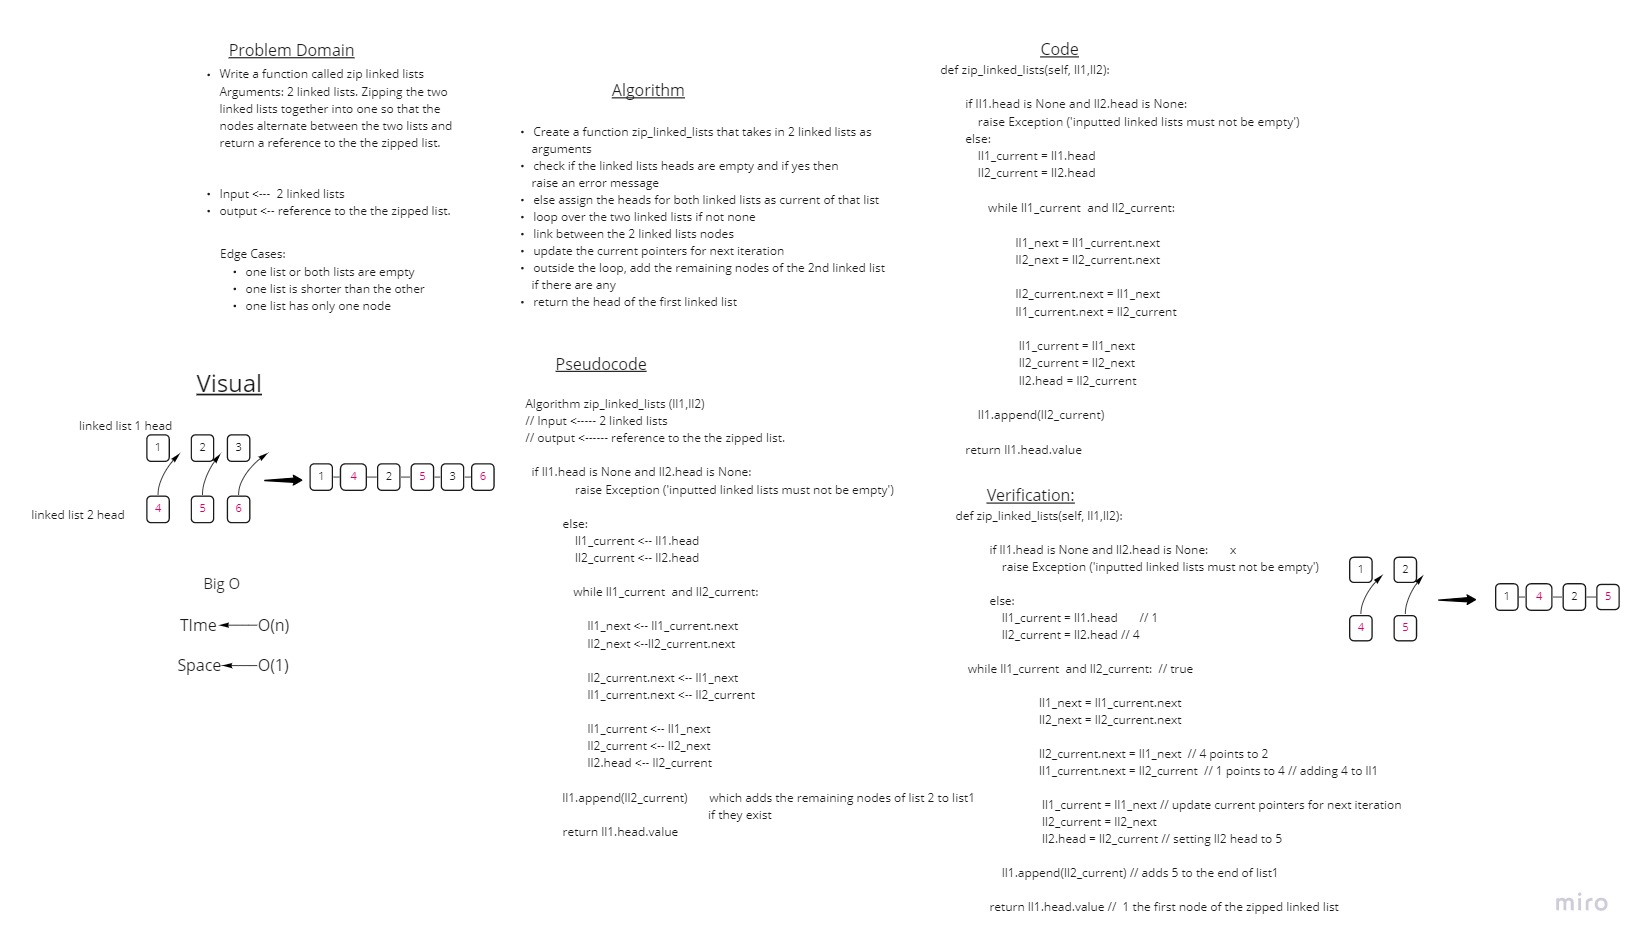 Problem Domain
• Write a function called zip linked lists
Arguments: 2 linked lists. Zipping the two
linked lists together into one so that the
nodes alternate between the two lists and
return a reference to the the zipped list.
• Input <--- 2 linked lists
• output <-- reference to the the zipped list.
Edge Cases:
• one list or both lists are empty
• one list is shorter than the other
• one list has only one node
Visual
linked list 1 head
1 2 3
1 4 2 5 3 6
linked list 2 head
4 5 6
Big O
TIme O(n)
Space O(1)
Algorithm
• Create a function zip_linked_lists that takes in 2 linked lists as
arguments
• check if the linked lists heads are empty and if yes then
raise an error message
• else assign the heads for both linked lists as current of that list
• loop over the two linked lists if not none
• link between the 2 linked lists nodes
• update the current pointers for next iteration
• outside the loop, add the remaining nodes of the 2nd linked list
if there are any
• return the head of the first linked list
Pseudocode
Algorithm zip_linked_lists (ll1,ll2)
// Input <----- 2 linked lists
// output <------ reference to the the zipped list.
if ll1.head is None and ll2.head is None:
raise Exception ('inputted linked lists must not be empty')
else:
ll1_current <-- ll1.head
ll2_current <-- ll2.head
while ll1_current and ll2_current:
ll1_next <-- ll1_current.next
ll2_next <--ll2_current.next
ll2_current.next <-- ll1_next
ll1_current.next <-- ll2_current
ll1_current <-- ll1_next
ll2_current <-- ll2_next
ll2.head <-- ll2_current
ll1.append(ll2_current) which adds the remaining nodes of list 2 to list1
if they exist
return ll1.head.value
Code
def zip_linked_lists(self, ll1,ll2):
if ll1.head is None and ll2.head is None:
raise Exception ('inputted linked lists must not be empty')
else:
ll1_current = ll1.head
ll2_current = ll2.head
while ll1_current and ll2_current:
ll1_next = ll1_current.next
ll2_next = ll2_current.next
ll2_current.next = ll1_next
ll1_current.next = ll2_current
ll1_current = ll1_next
ll2_current = ll2_next
ll2.head = ll2_current
ll1.append(ll2_current)
return ll1.head.value
Verification:
def zip_linked_lists(self, ll1,ll2):
if ll1.head is None and ll2.head is None: x
raise Exception ('inputted linked lists must not be empty')
else:
ll1_current = ll1.head // 1
ll2_current = ll2.head // 4
while ll1_current and ll2_current: // true
ll1_next = ll1_current.next
ll2_next = ll2_current.next
ll2_current.next = ll1_next // 4 points to 2
ll1_current.next = ll2_current // 1 points to 4 // adding 4 to ll1
ll1_current = ll1_next // update current pointers for next iteration
ll2_current = ll2_next
ll2.head = ll2_current // setting ll2 head to 5
ll1.append(ll2_current) // adds 5 to the end of list1
return ll1.head.value // 1 the first node of the zipped linked list
1 2
1 4 2 5
4 5
miro